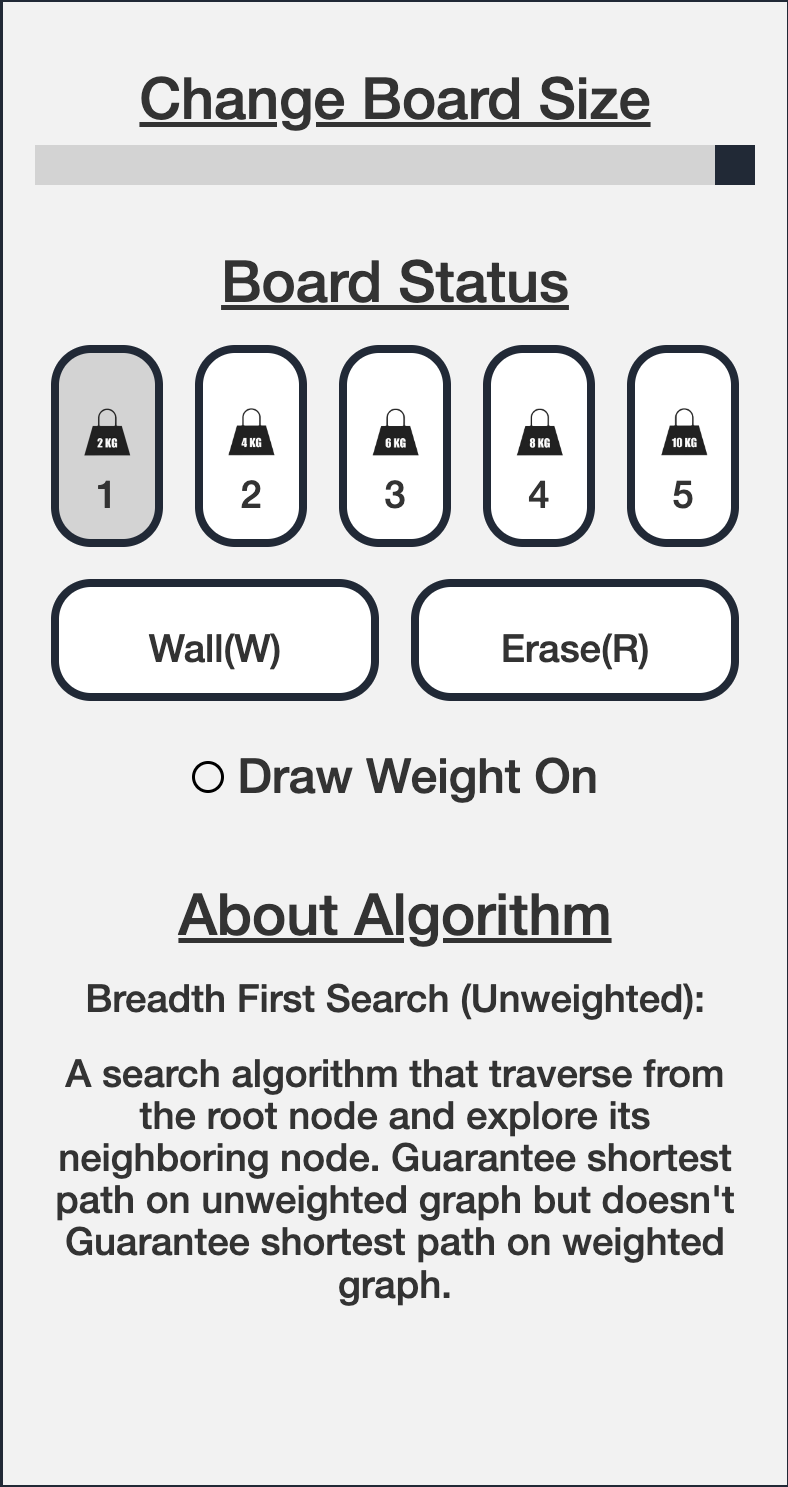 Change Board Size
Board Status
2 KG 4 KG 6 KG 8 KG 10 KG
1 2 3 4 5
Wall(W) Erase(R)
Draw Weight On
About Algorithm
Breadth First Search (Unweighted):
A search algorithm that traverse from
the root node and explore its
neighboring node. Guarantee shortest
path on unweighted graph but doesn't
Guarantee shortest path on weighted
graph.